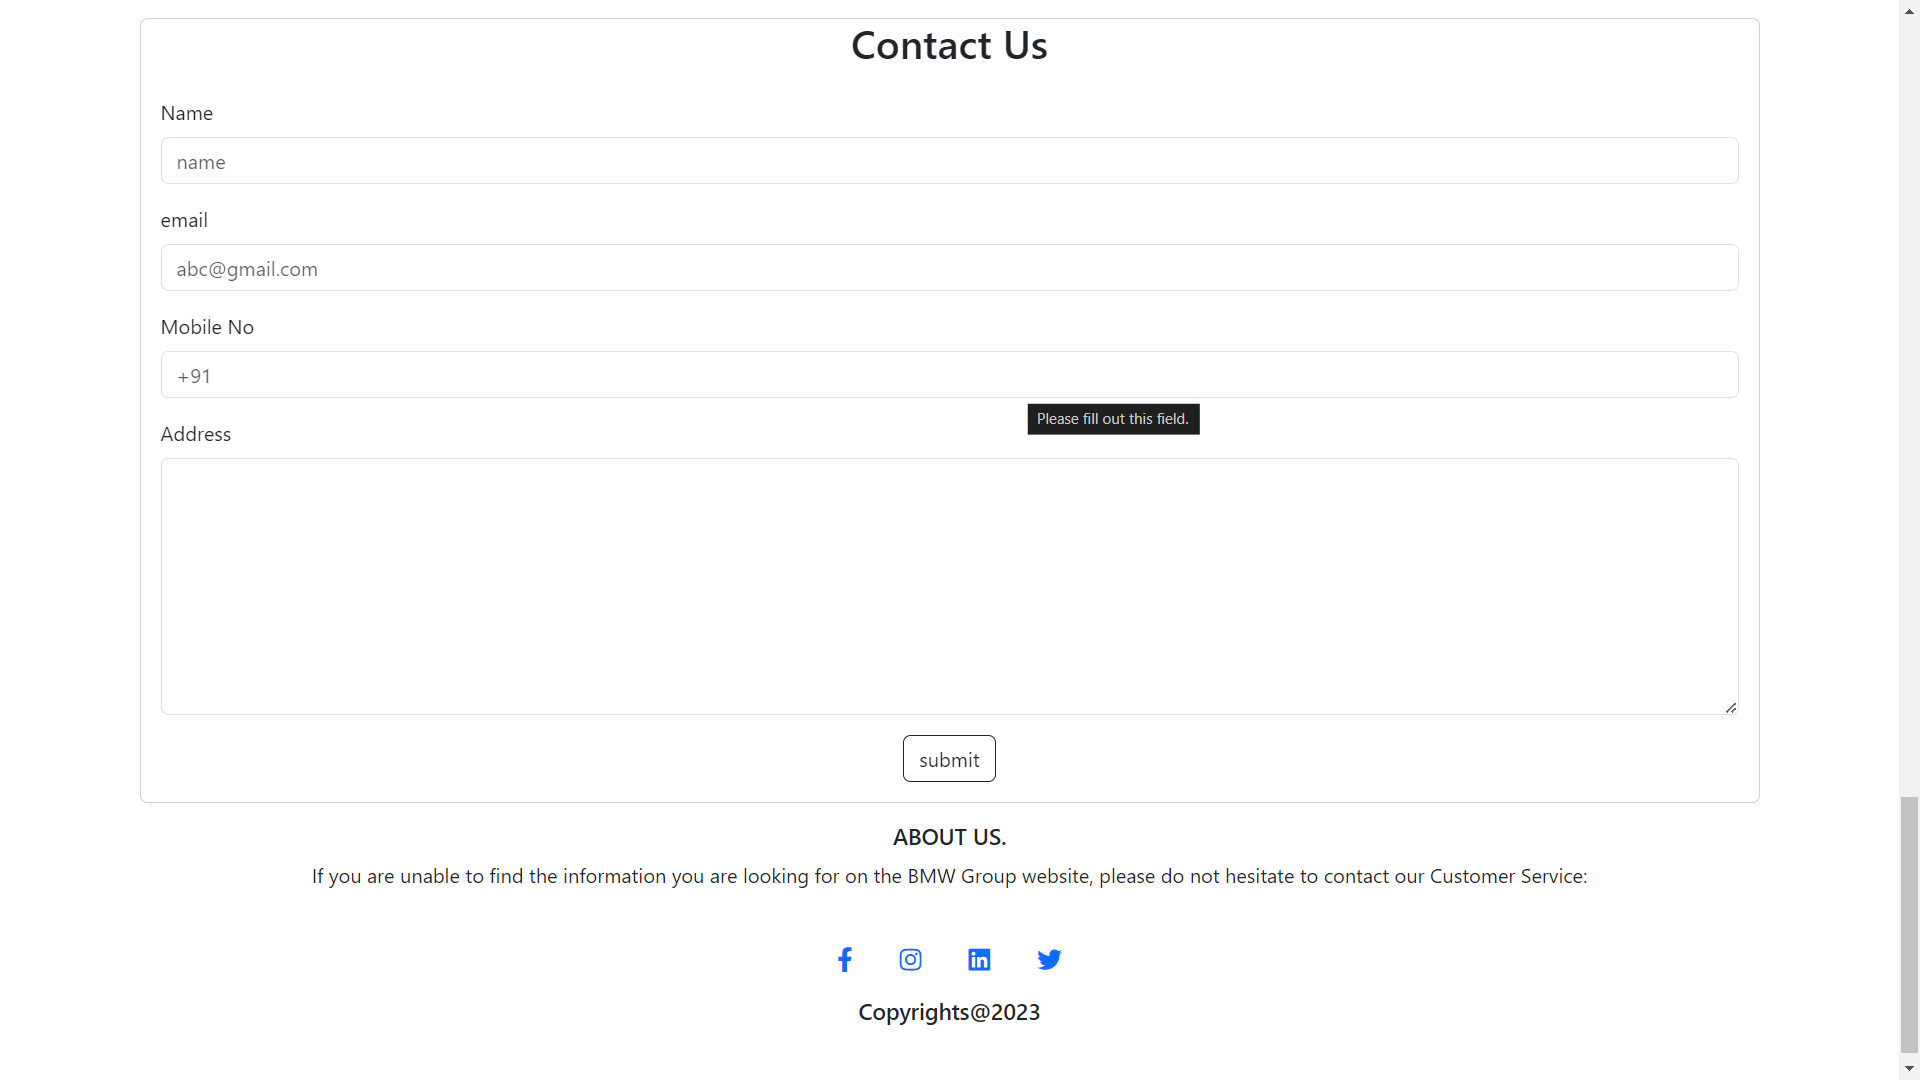 Contact Us
Name
name
email
abc@gmail.com
Mobile No
+91
Please fill out this field.
Address
submit
ABOUT US.
If you are unable to find the information you are looking for on the BMW Group website, please do not hesitate to contact our Customer Service:
Copyrights@2023